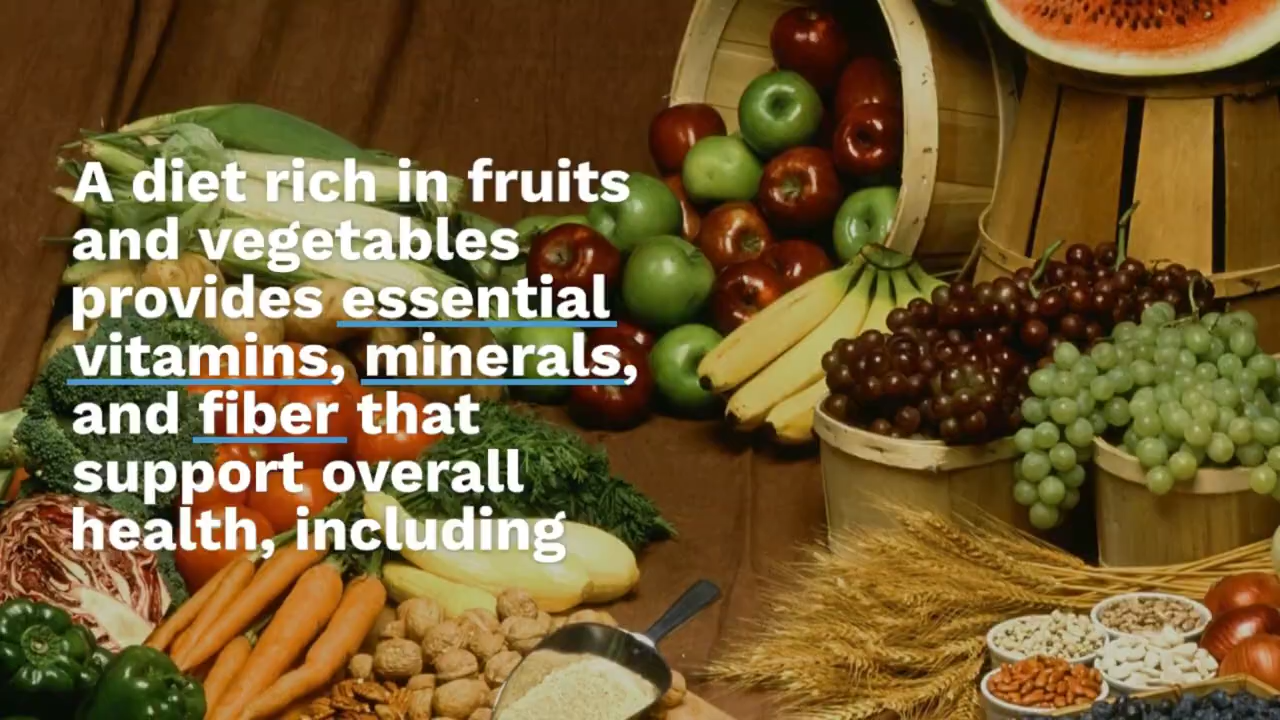 A diet rich in fruits
and vegetables
provides essential
vitamins, minerals,
and fiber that
support overall
health, including